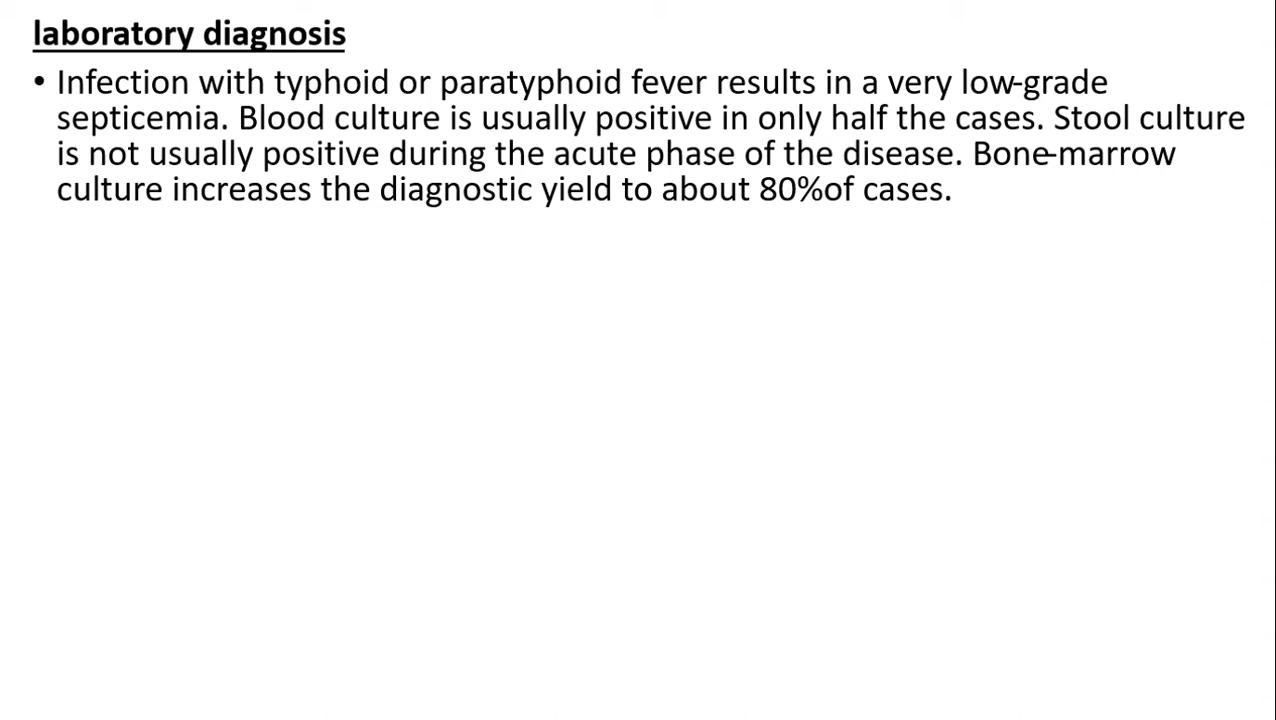 laboratory diagnosis
• Infection with typhoid or paratyphoid fever results in a very low-grade
septicemia. Blood culture is usually positive in only half the cases. Stool culture
is not usually positive during the acute phase of the disease. Bone-marrow
culture increases the diagnostic yield to about 80%of cases.